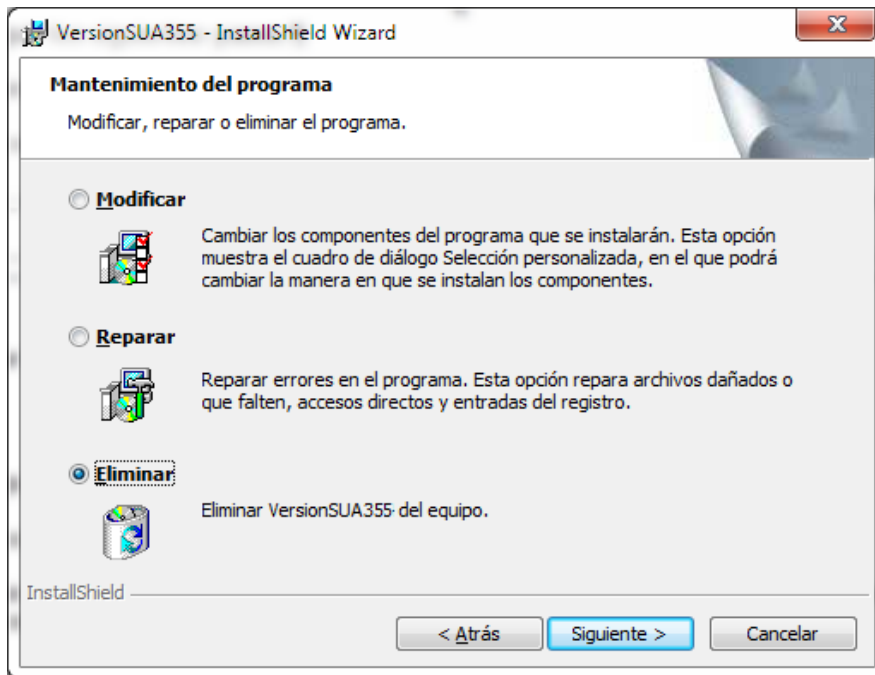 VersionSUA355 - InstallShield Wizard
Mantenimiento del programa
Modificar, reparar o eliminar el programa.
Modificar
Cambiar los componentes del programa que se instalarán. Esta opción
muestra el cuadro de diálogo Selección personalizada, en el que podrá
cambiar la manera en que se instalan los componentes.
Reparar
Reparar errores en el programa. Esta opción repara archivos dañados o
que falten, accesos directos y entradas del registro.
Eliminar
Eliminar VersionSUA355 del equipo.
InstallShield
< Atrás Siguiente > Cancelar